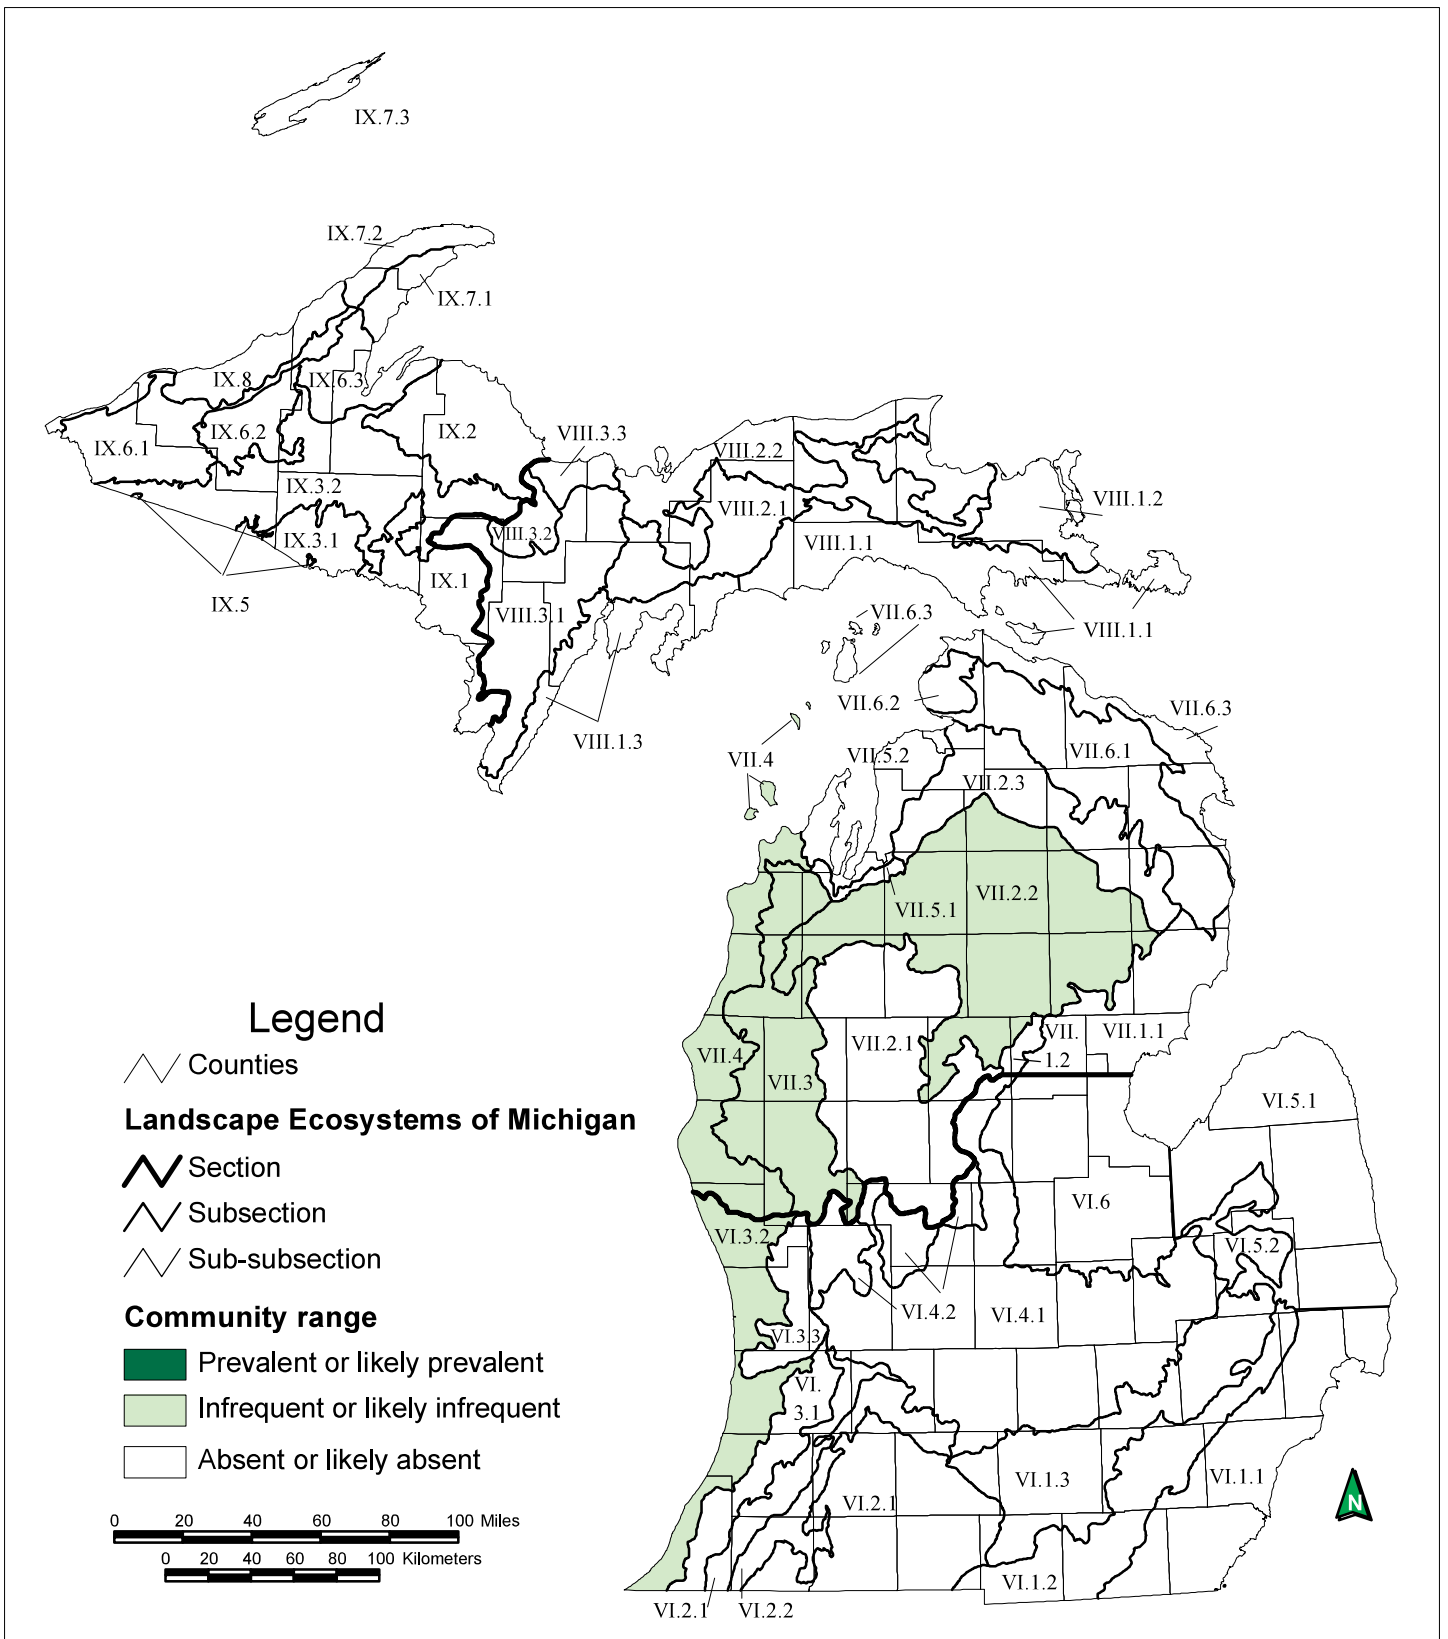 IX.7.3
IX.7.2
IX.7.1
IX.8
IX.6.3
IX.6.1
IX.6.2
IX.2
VIII.3.3
VIII.2.2
IX.3.2
VIII.2.1
VIII.1.2
IX.3.1
VIII.3.2
VIII.1.1
IX.1
IX.5
VIII.3.1
VII.6.3
VIII.1.1
VII.6.2
VII.6.3
VIII.1.3
VII.5.2
VII.6.1
VII.4
VII.2.3
VII.5.1
VII.2.2
Legend
Counties
Landscape Ecosystems of Michigan
Section
Subsection
Sub-subsection
Community range
Prevalent or likely prevalent
Infrequent or likely infrequent
Absent or likely absent
0 20 40 60 80 100 Miles
0 20 40 60 80 100 Kilometers
VII.4
VII.3
VII.2.1
VII.
1.2
VII.1.1
VI.5.1
VI.6
VI.3.2
VI.5.2
VI.4.2
VI.4.1
VI.3.3
VI.
3.1
VI.2.1
VI.1.3
VI.1.1
N
VI.1.2
VI.2.1
VI.2.2